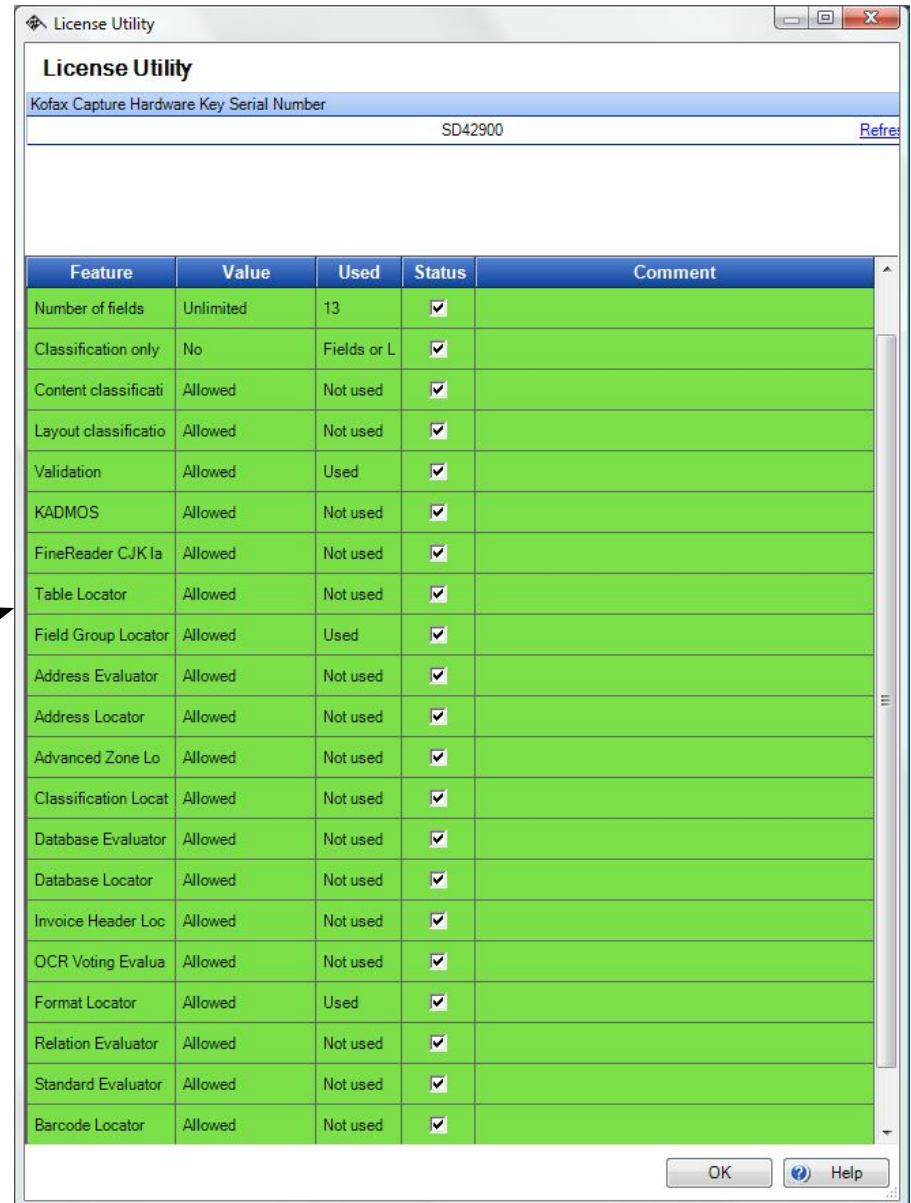 License Utility
License Utility
Kofax Capture Hardware Key Serial Number
SD42900 Refres
Feature Value Used Status Comment
Number of fields Unlimited 13
Classification only No Fields or L
Content classificati Allowed Not used
Layout classificatio Allowed Not used
Validation Allowed Used
KADMOS Allowed Not used
FineReader CJK la Allowed Not used
Table Locator Allowed Not used
Field Group Locator Allowed Used
Address Evaluator Allowed Not used
Address Locator Allowed Not used
Advanced Zone Lo Allowed Not used
Classification Locat Allowed Not used
Database Evaluator Allowed Not used
Database Locator Allowed Not used
Invoice Header Loc Allowed Not used
OCR Voting Evalua Allowed Not used
Format Locator Allowed Used
Relation Evaluator Allowed Not used
Standard Evaluator Allowed Not used
Barcode Locator Allowed Not used
OK Help